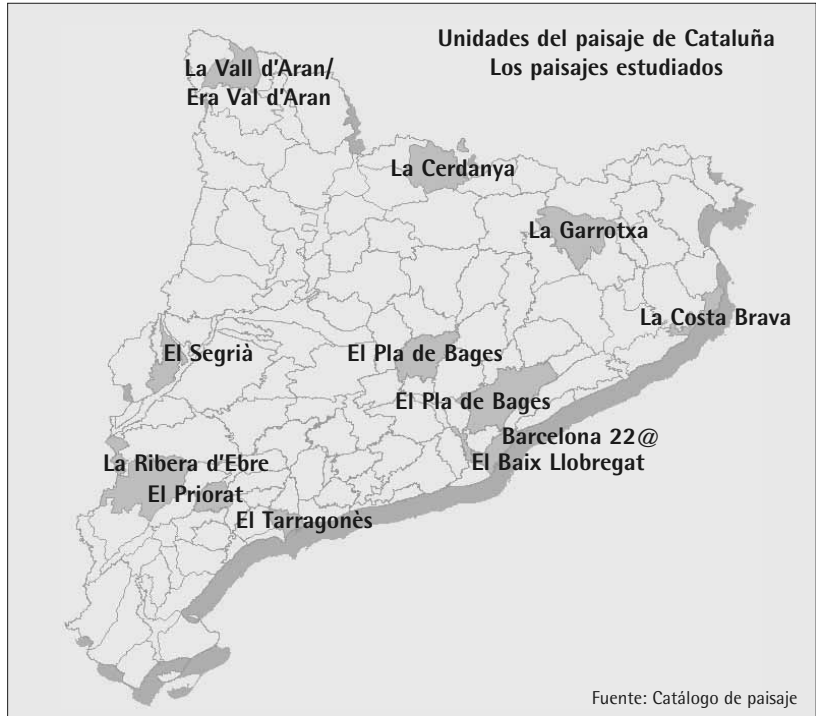 Unidades del paisaje de Cataluña
Los paisajes estudiados
La Vall d'Aran/
Era Val d'Aran
La Cerdanya
La Garrotxa
La Costa Brava
El Segrià
El Pla de Bages
El Pla de Bages
Barcelona 22@
El Baix Llobregat
La Ribera d'Ebre
El Priorat
El Tarragonès
Fuente: Catálogo de paisaje